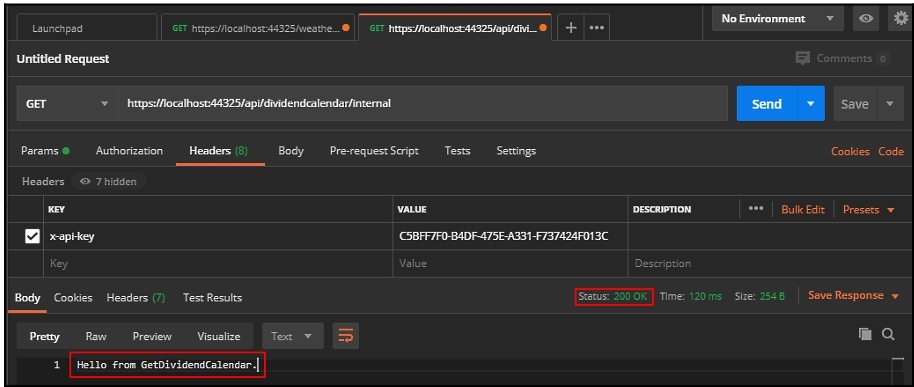 Launchpad GET https://localhost:44325/weathe... GET https://localhost:44325/api/divi... + ••• No Environment
Untitled Request Comments 0
GET https://localhost:44325/api/dividendcalendar/internal Send Save
Params Authorization Headers (8) Body Pre-request Script Tests Settings Cookies Code
Headers 7 hidden
KEY VALUE DESCRIPTION ••• Bulk Edit Presets
x-api-key C5BFF7F0-B4DF-475E-A331-F737424F013C
Key Value Description
Body Cookies Headers (7) Test Results Status: 200 OK Time: 120 ms Size: 254 B Save Response
Pretty Raw Preview Visualize Text
1 Hello from GetDividendCalendar.